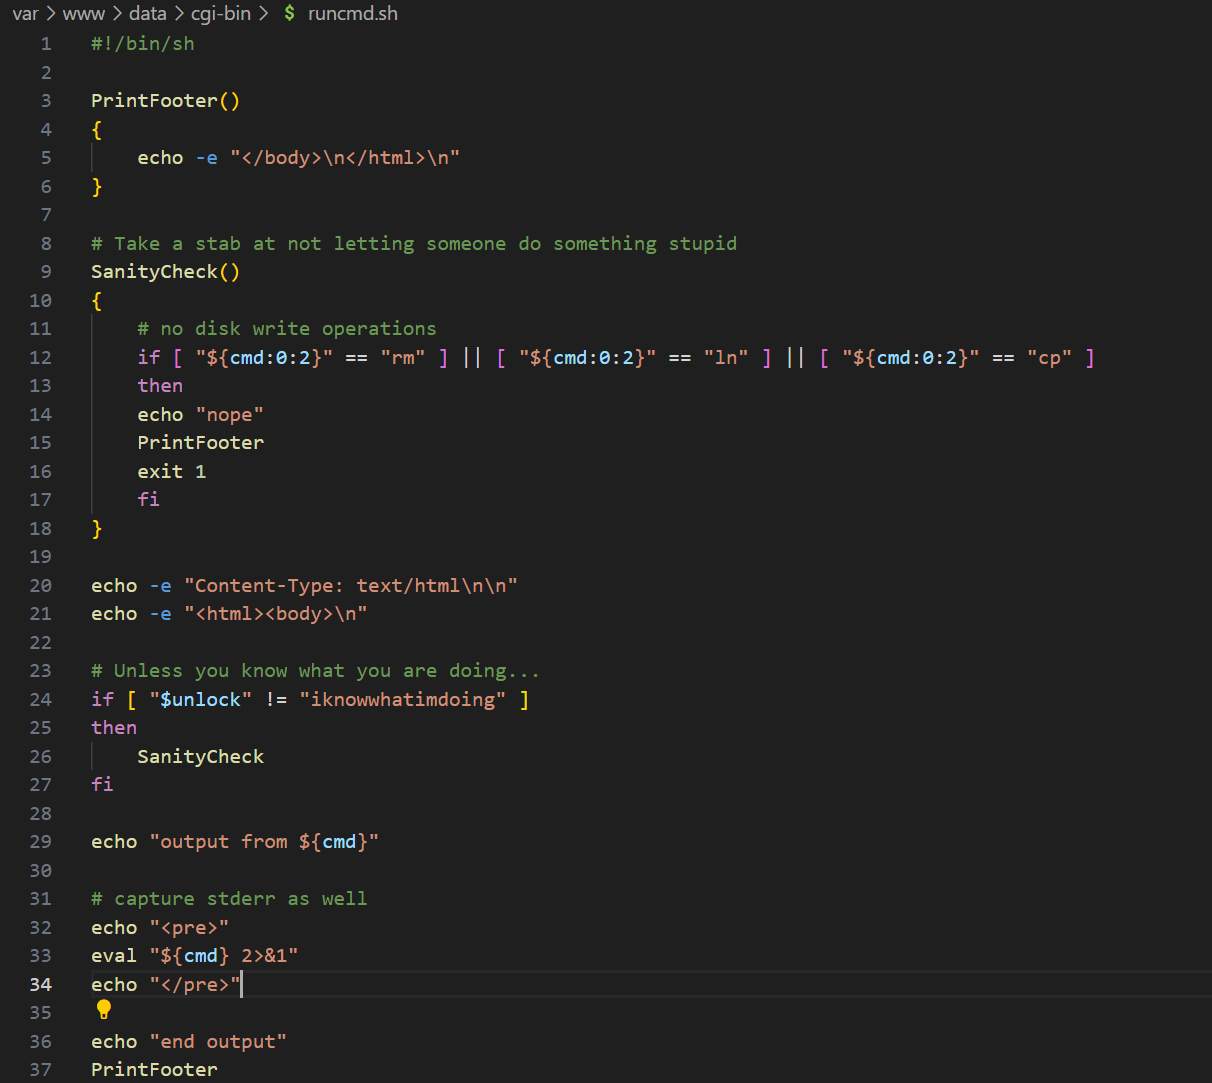 var > www > data > cgi-bin > $ runcmd.sh
1 #!/bin/sh
2
3 PrintFooter()
4 {
5     echo -e "</body>\n</html>\n"
6 }
7
8 # Take a stab at not letting someone do something stupid
9 SanityCheck()
10 {
11     # no disk write operations
12     if [ "${cmd:0:2}" == "rm" ] || [ "${cmd:0:2}" == "ln" ] || [ "${cmd:0:2}" == "cp" ]
13     then
14     echo "nope"
15     PrintFooter
16     exit 1
17     fi
18 }
19
20 echo -e "Content-Type: text/html\n\n"
21 echo -e "<html><body>\n"
22
23 # Unless you know what you are doing...
24 if [ "$unlock" != "iknowwhatimdoing" ]
25 then
26     SanityCheck
27 fi
28
29 echo "output from ${cmd}"
30
31 # capture stderr as well
32 echo "<pre>"
33 eval "${cmd} 2>&1"
34 echo "</pre>"
35
36 echo "end output"
37 PrintFooter